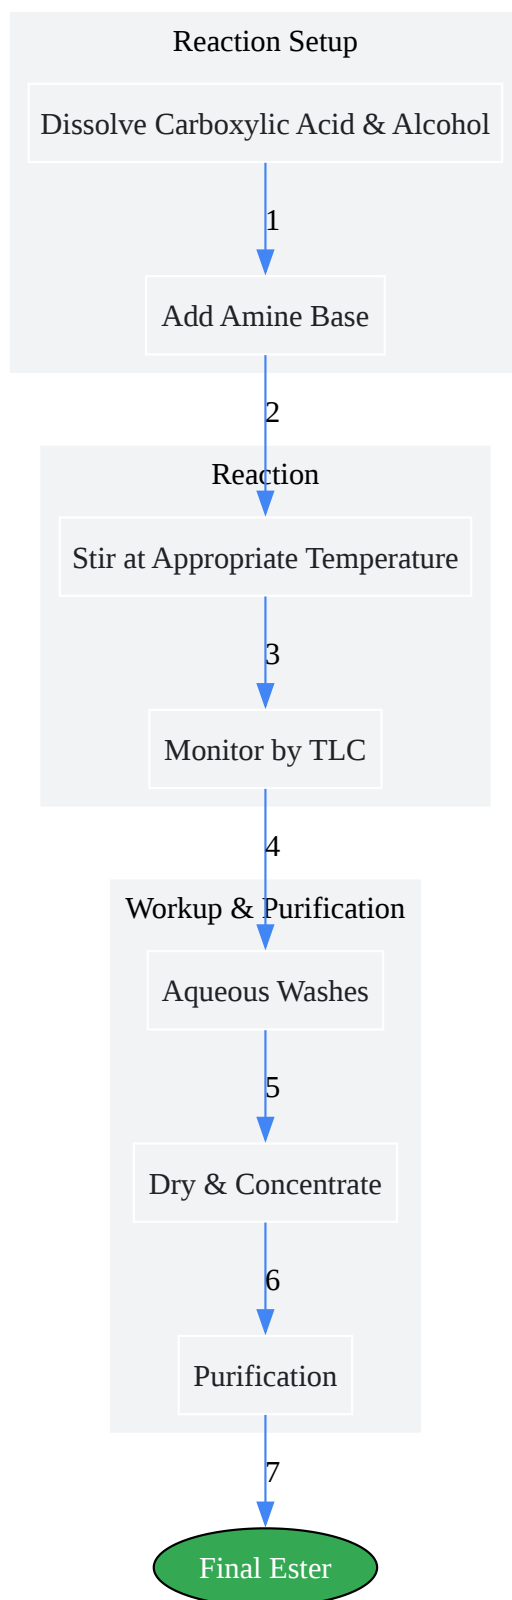 Reaction Setup
Dissolve Carboxylic Acid & Alcohol
1
Add Amine Base
2
Reaction
Stir at Appropriate Temperature
3
Monitor by TLC
4
Workup & Purification
Aqueous Washes
5
Dry & Concentrate
6
Purification
7
Final Ester